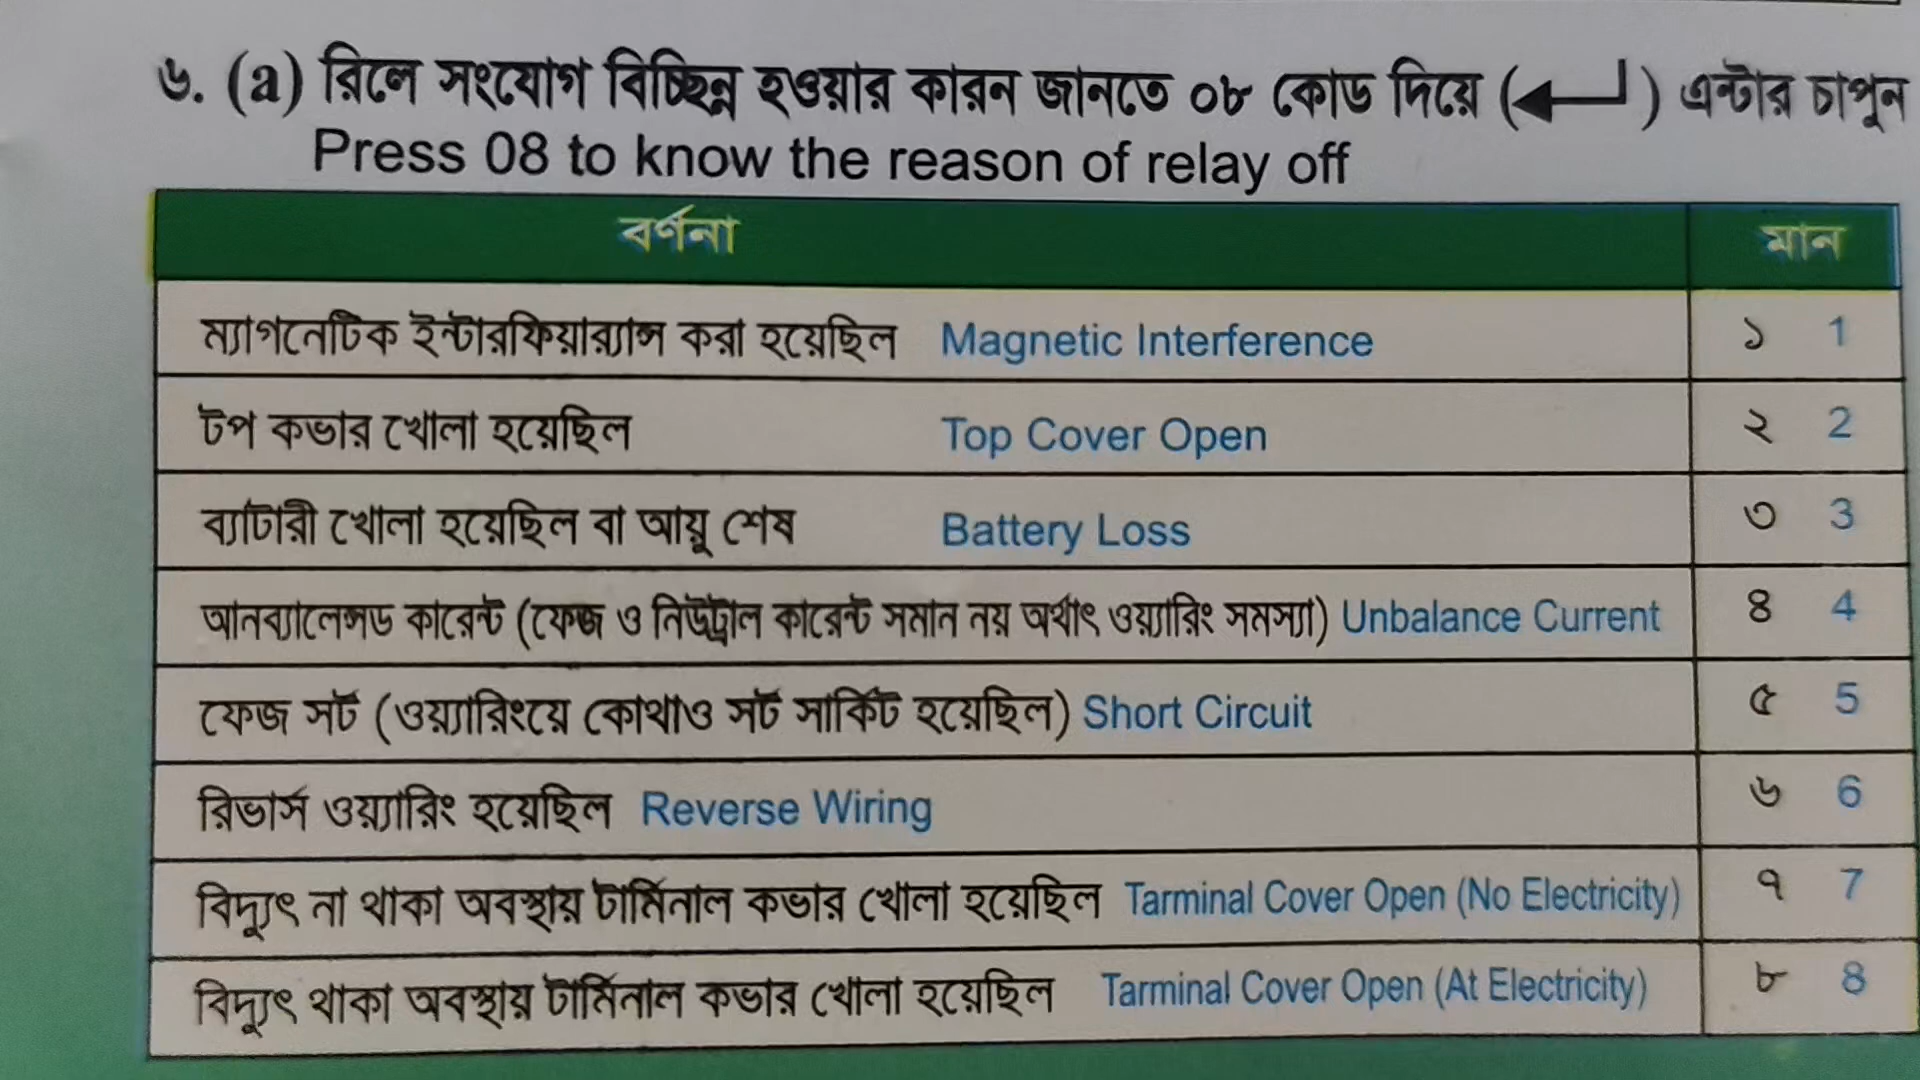 ৬. (a) রিলে সংযোগ বিচ্ছিন্ন হওয়ার কারন জানতে ০৮ কোড দিয়ে (◄─┘) এন্টার চাপুন
Press 08 to know the reason of relay off
বর্ণনা মান
ম্যাগনেটিক ইন্টারফিয়ার‍্যান্স করা হয়েছিল Magnetic Interference ১ 1
টপ কভার খোলা হয়েছিল Top Cover Open ২ 2
ব্যাটারী খোলা হয়েছিল বা আয়ু শেষ Battery Loss ৩ 3
আনব্যালেন্সড কারেন্ট (ফেজ ও নিউট্রাল কারেন্ট সমান নয় অর্থাৎ ওয়্যারিং সমস্যা) Unbalance Current ৪ 4
ফেজ সর্ট (ওয়্যারিংয়ে কোথাও সর্ট সার্কিট হয়েছিল) Short Circuit ৫ 5
রিভার্স ওয়্যারিং হয়েছিল Reverse Wiring ৬ 6
বিদ্যুৎ না থাকা অবস্থায় টার্মিনাল কভার খোলা হয়েছিল Tarminal Cover Open (No Electricity) ৭ 7
বিদ্যুৎ থাকা অবস্থায় টার্মিনাল কভার খোলা হয়েছিল Tarminal Cover Open (At Electricity) ৮ 8